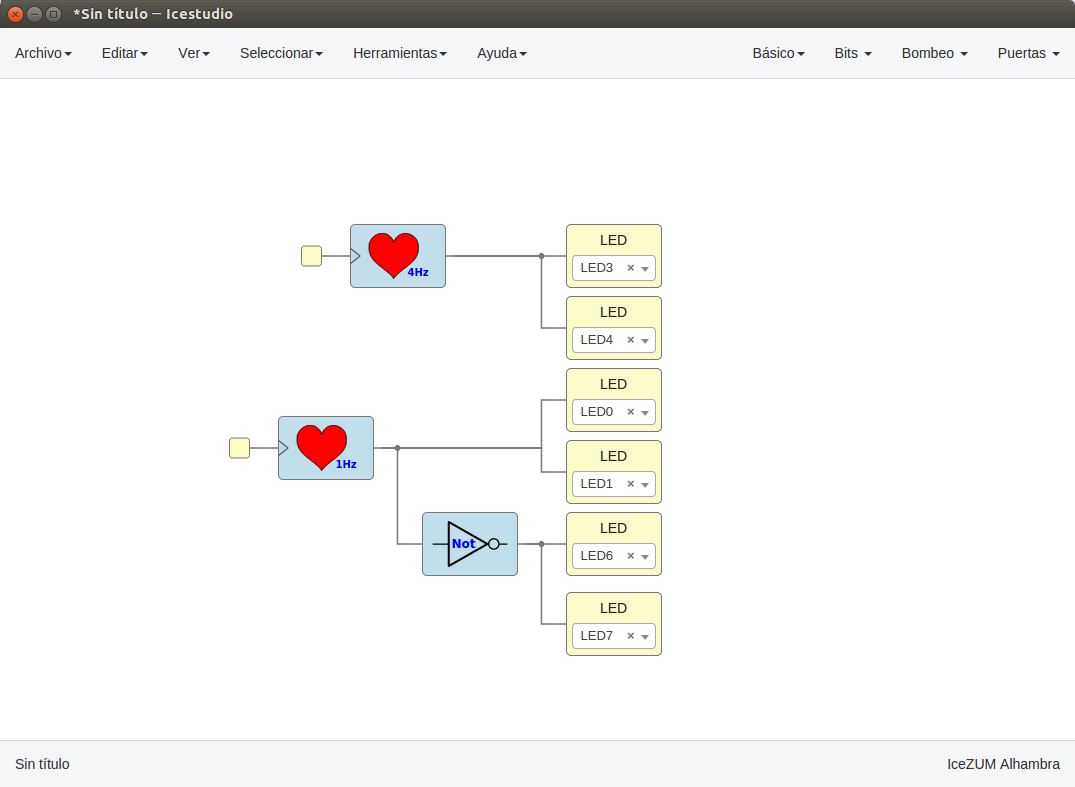 *Sin título — Icestudio
Archivo Editar Ver Seleccionar Herramientas Ayuda Básico Bits Bombeo Puertas
4Hz
LED
LED3
LED
LED4
LED
LED0
1Hz
LED
LED1
Not
LED
LED6
LED
LED7
Sin título IceZUM Alhambra